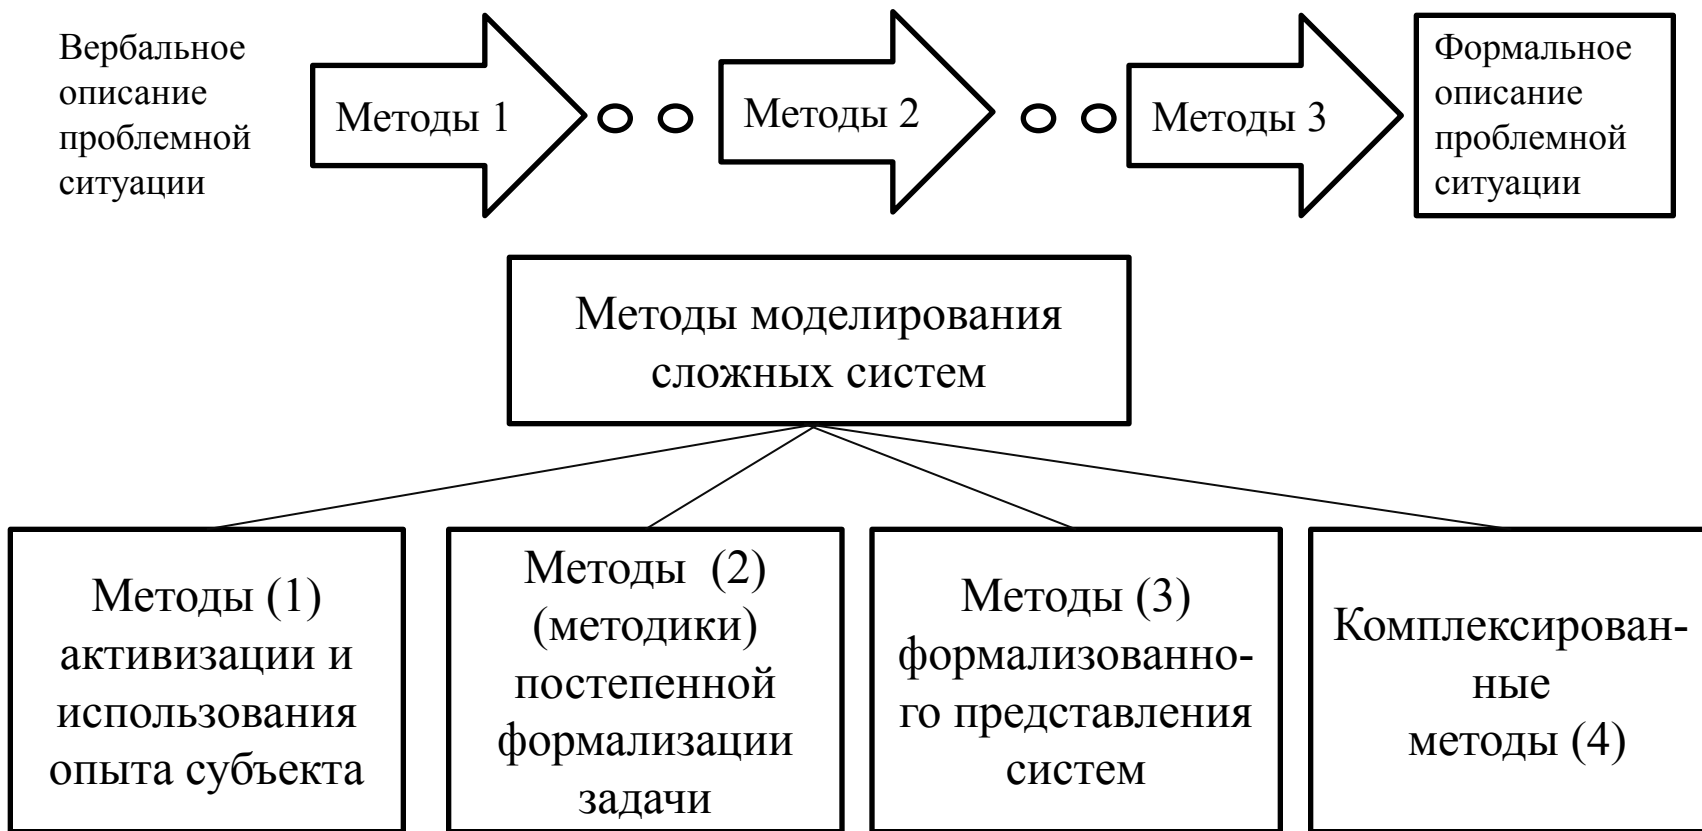 Вербальное
описание
проблемной
ситуации
Методы 1
Методы 2
Методы 3
Формальное
описание
проблемной
ситуации
Методы моделирования
сложных систем
Методы (1)
активизации и
использования
опыта субъекта
Методы (2)
(методики)
постепенной
формализации
задачи
Методы (3)
формализованно-
го представления
систем
Комплексирован-
ные
методы (4)